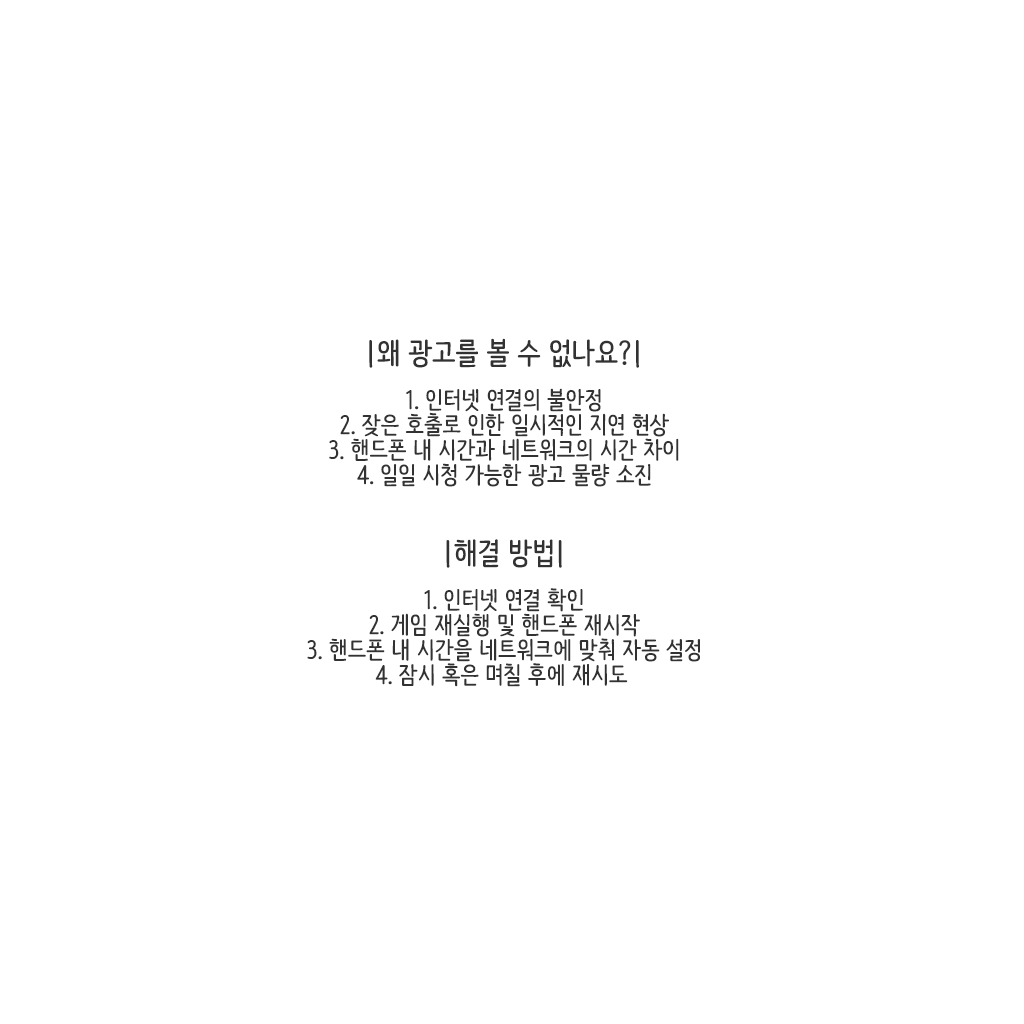 |왜 광고를 볼 수 없나요?|
1. 인터넷 연결의 불안정
2. 잦은 호출로 인한 일시적인 지연 현상
3. 핸드폰 내 시간과 네트워크의 시간 차이
4. 일일 시청 가능한 광고 물량 소진
|해결 방법|
1. 인터넷 연결 확인
2. 게임 재실행 및 핸드폰 재시작
3. 핸드폰 내 시간을 네트워크에 맞춰 자동 설정
4. 잠시 혹은 며칠 후에 재시도